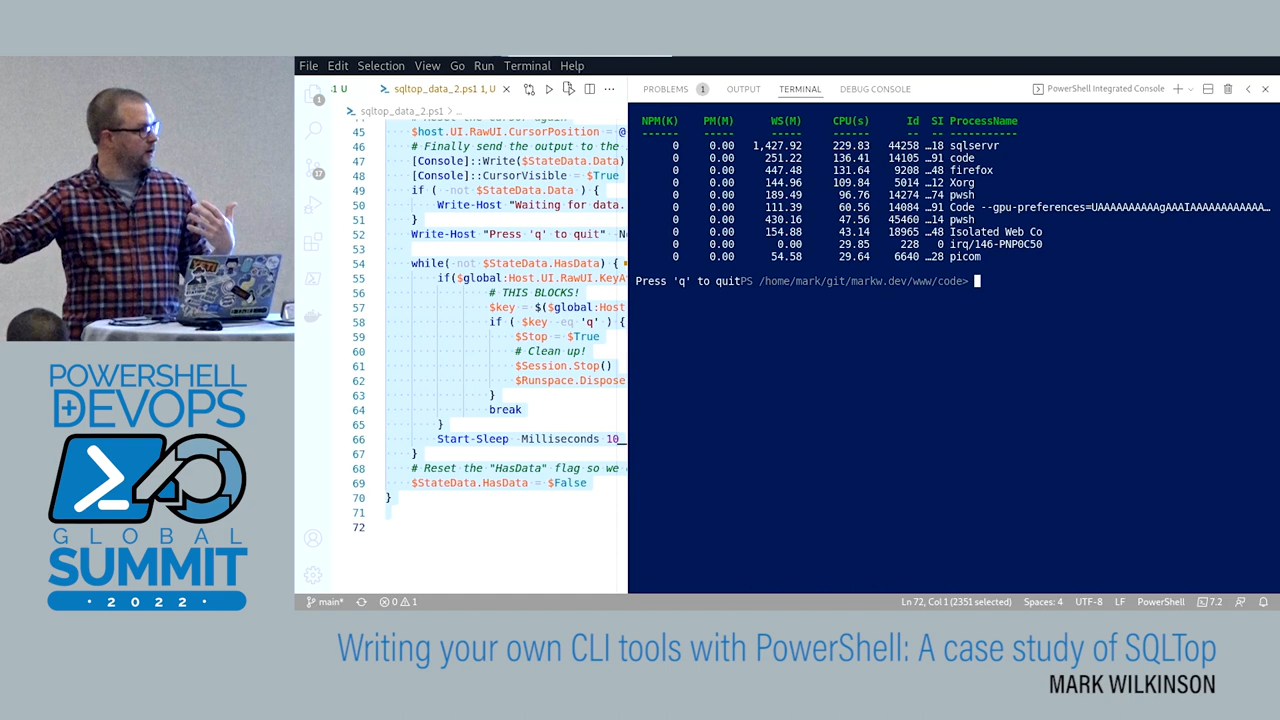 File Edit Selection View Go Run Terminal Help
1 U sqltop_data_2.ps1 1, U
PROBLEMS 1 OUTPUT TERMINAL DEBUG CONSOLE PowerShell Integrated Console
sqltop_data_2.ps1 > ...
45 $host.UI.RawUI.CursorPosition = @
46 # Finally send the output to the
47 [Console]::Write($StateData.Data)
48 [Console]::CursorVisible = $True
49 if ( -not $StateData.Data ) {
50 Write-Host "Waiting for data.
51 }
52 Write-Host "Press 'q' to quit" N
53
54 while(-not $StateData.HasData) {
55 if($global:Host.UI.RawUI.KeyA
56 # THIS BLOCKS!
57 $key = $($global:Host
58 if ( $key -eq 'q' ) {
59 $Stop = $True
60 # Clean up!
61 $Session.Stop()
62 $Runspace.Dispose
63 }
64 break
65 }
66 Start-Sleep -Milliseconds 10
67 }
68 # Reset the "HasData" flag so we
69 $StateData.HasData = $False
70 }
71
72
NPM(K) PM(M) WS(M) CPU(s) Id SI ProcessName
------ ----- ----- ------ -- -- -----------
0 0.00 1,427.92 229.83 44258 …18 sqlservr
0 0.00 251.22 136.41 14105 …91 code
0 0.00 447.48 131.64 9208 …48 firefox
0 0.00 144.96 109.84 5014 …12 Xorg
0 0.00 189.49 96.76 14274 …74 pwsh
0 0.00 111.39 60.56 14084 …91 Code --gpu-preferences=UAAAAAAAAAAgAAAIAAAAAAAAAAAA…
0 0.00 430.16 47.56 45460 …14 pwsh
0 0.00 154.88 43.14 18965 …48 Isolated Web Co
0 0.00 0.00 29.85 228 0 irq/146-PNP0C50
0 0.00 54.58 29.64 6640 …28 picom
Press 'q' to quitPS /home/mark/git/markw.dev/www/code>
main* 0 1 Ln 72, Col 1 (2351 selected) Spaces: 4 UTF-8 LF PowerShell 7.2
POWERSHELL
DEVOPS
GLOBAL
SUMMIT
· 2022 ·
Writing your own CLI tools with PowerShell: A case study of SQLTop
MARK WILKINSON